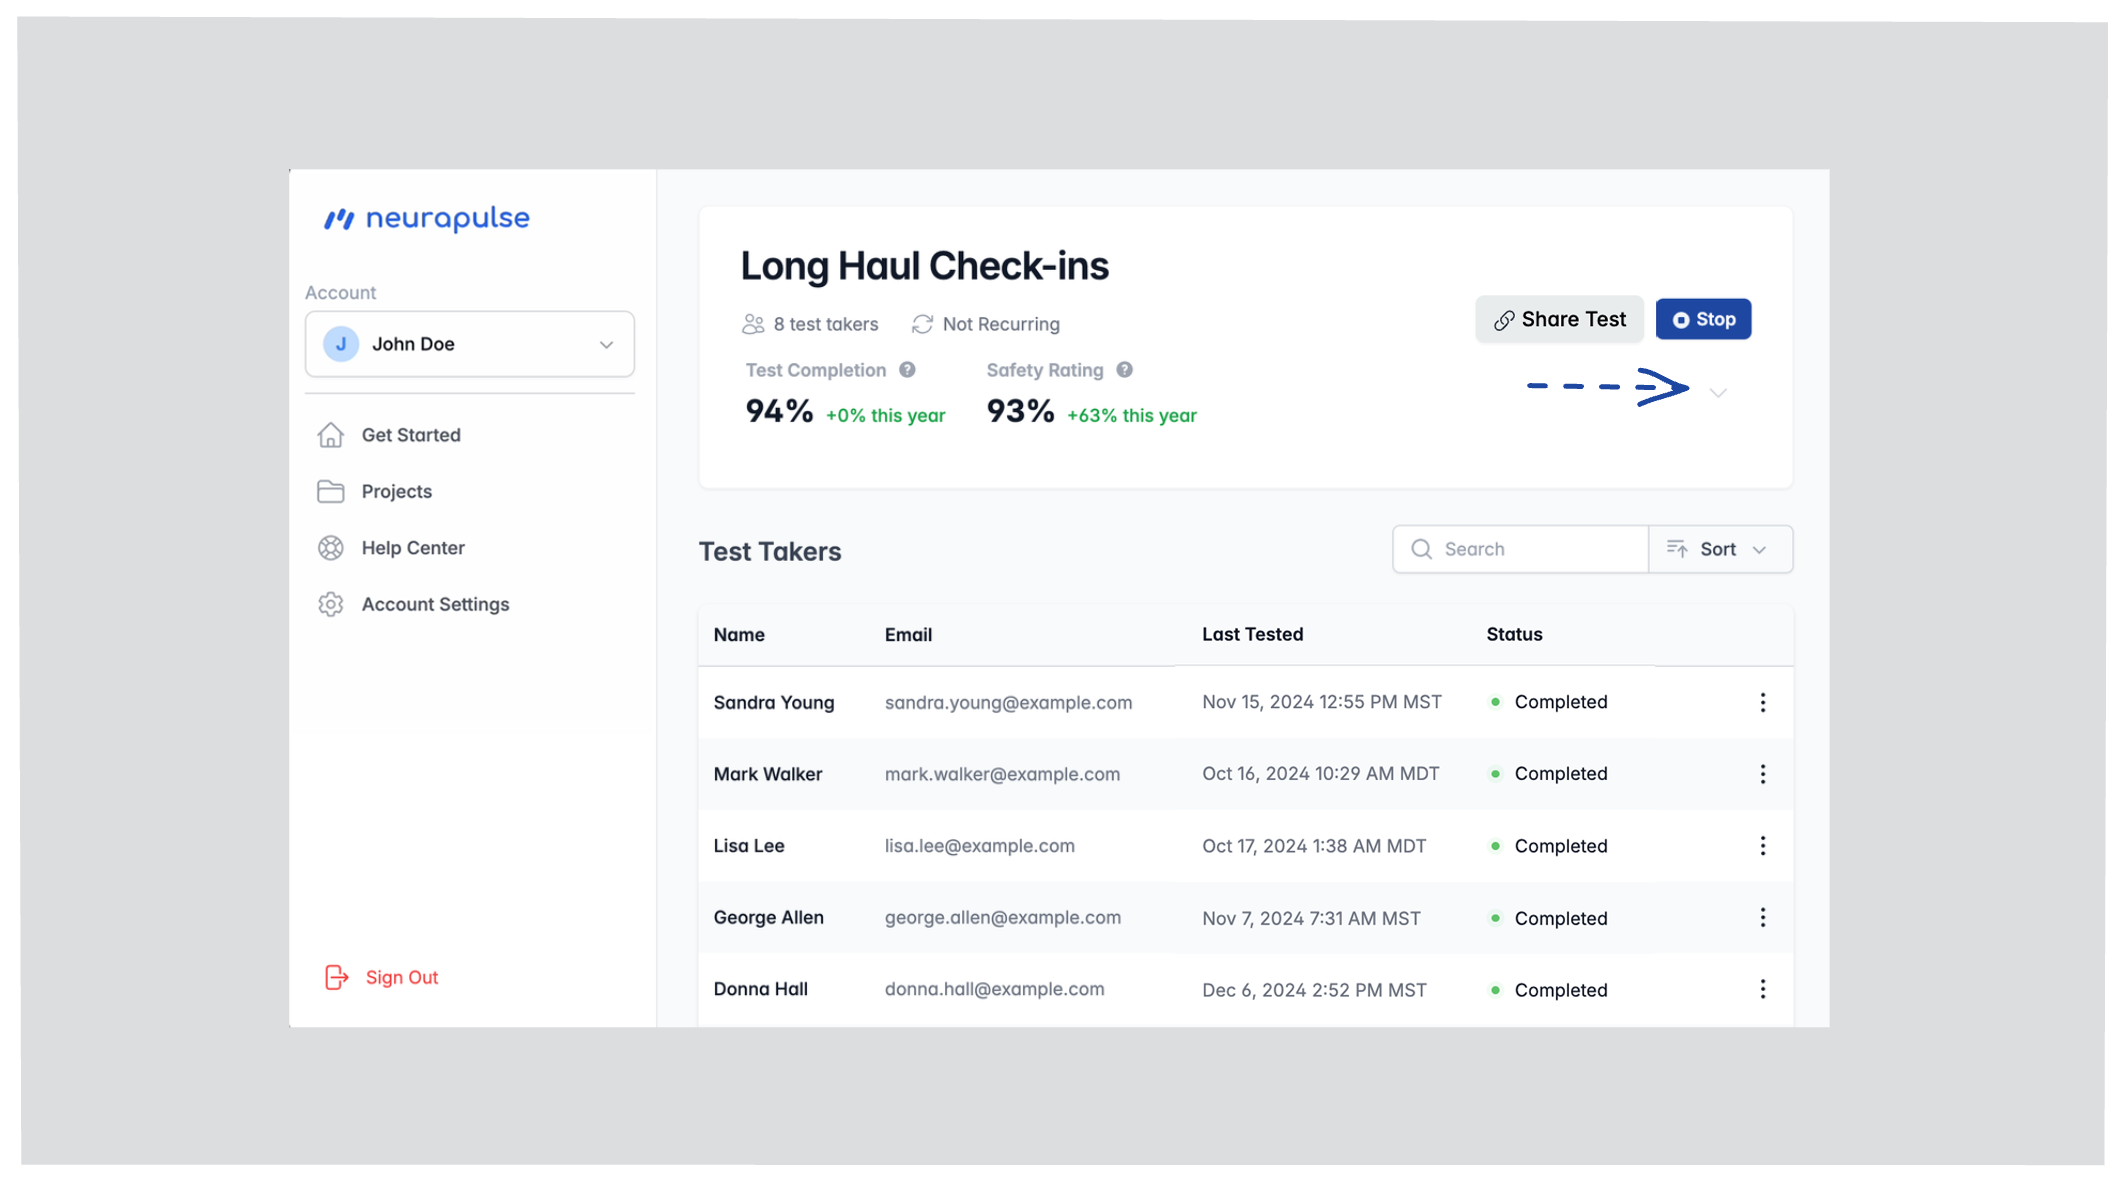 neurapulse
Account
J John Doe
Get Started
Projects
Help Center
Account Settings
Sign Out
Long Haul Check-ins
8 test takers Not Recurring
Share Test Stop
Test Completion ? Safety Rating ?
94% +0% this year 93% +63% this year
Test Takers
Search Sort
Name Email Last Tested Status
Sandra Young sandra.young@example.com Nov 15, 2024 12:55 PM MST Completed
Mark Walker mark.walker@example.com Oct 16, 2024 10:29 AM MDT Completed
Lisa Lee lisa.lee@example.com Oct 17, 2024 1:38 AM MDT Completed
George Allen george.allen@example.com Nov 7, 2024 7:31 AM MST Completed
Donna Hall donna.hall@example.com Dec 6, 2024 2:52 PM MST Completed